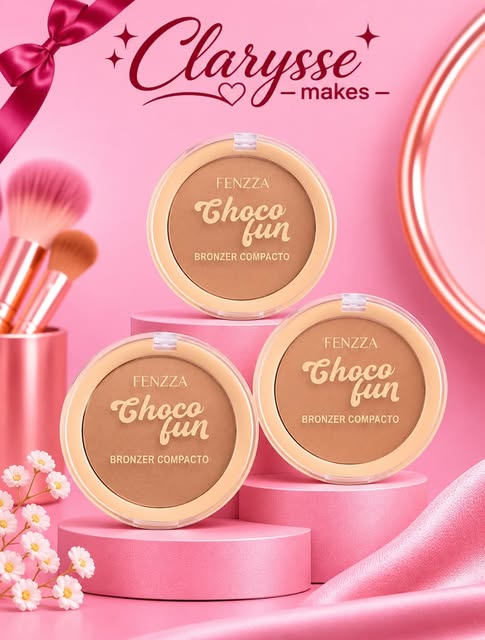 Clarysse
makes
FENZZA
Choco
fun
BRONZER COMPACTO
FENZZA
Choco
fun
BRONZER COMPACTO
FENZZA
Choco
fun
BRONZER COMPACTO